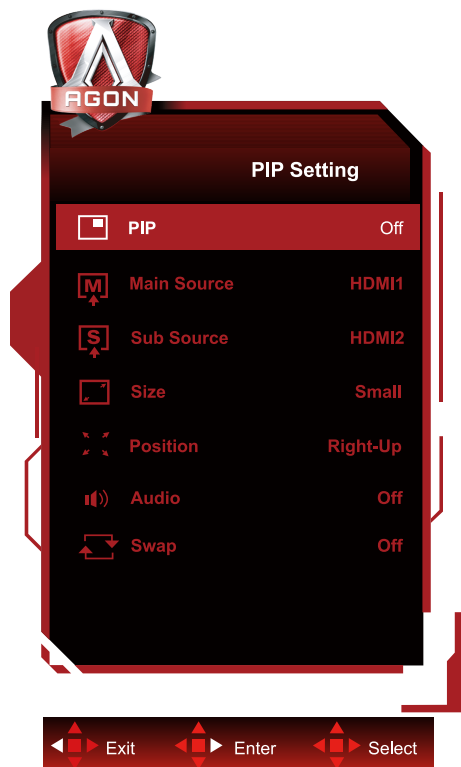 AGON
PIP Setting
PIP Off
M Main Source HDMI1
S Sub Source HDMI2
Size Small
Position Right-Up
Audio Off
Swap Off
Exit Enter Select